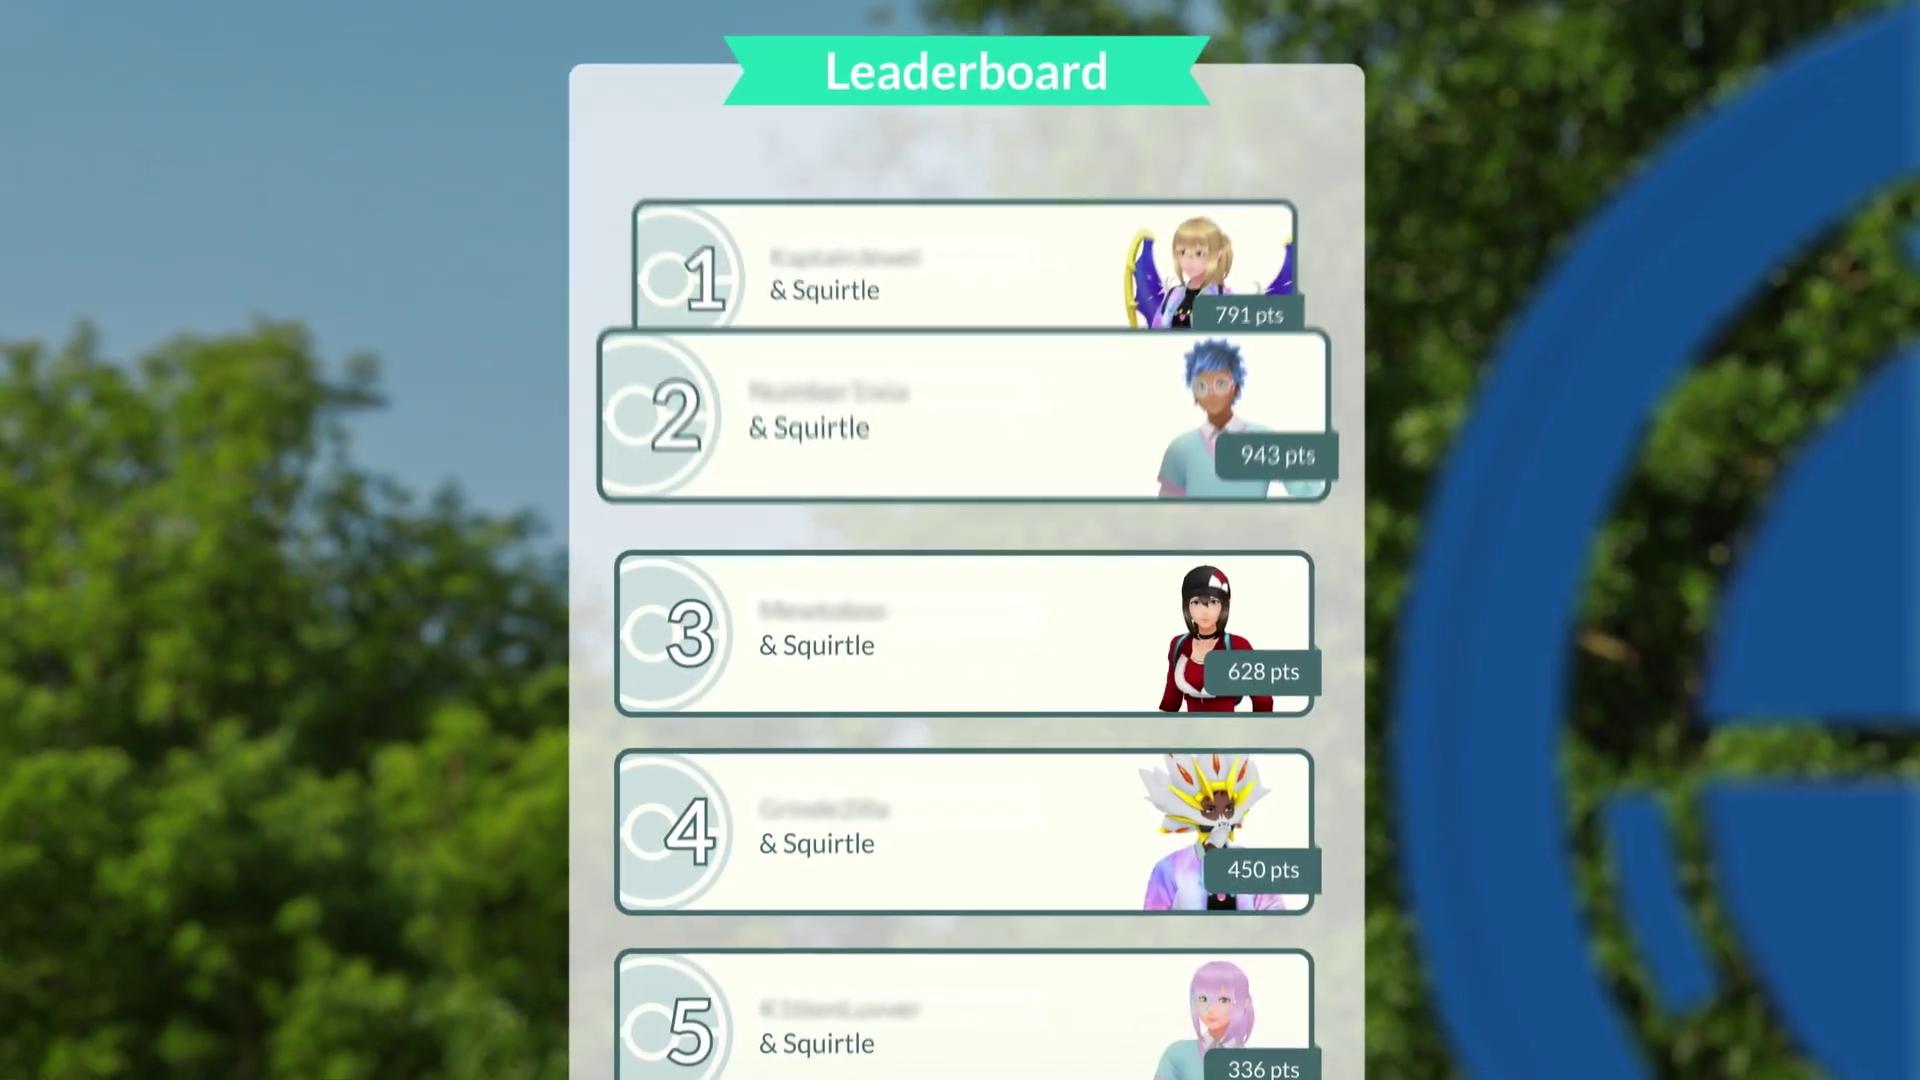 Leaderboard
1
& Squirtle
791 pts
2
& Squirtle
943 pts
3
& Squirtle
628 pts
4
& Squirtle
450 pts
5
& Squirtle
336 pts